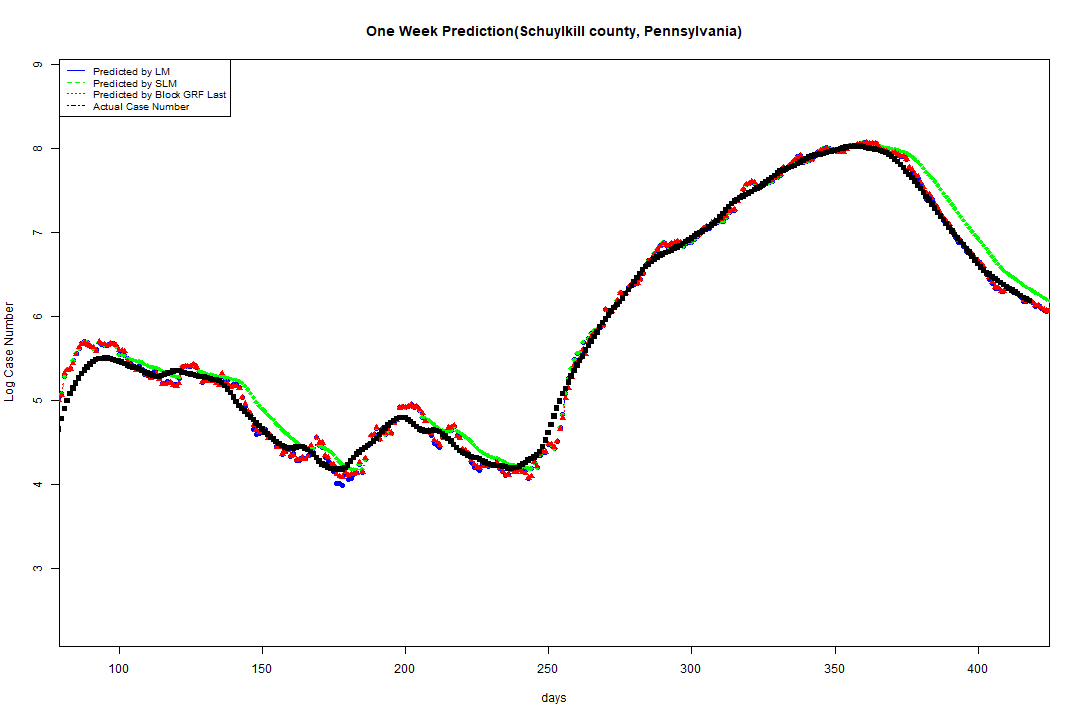 One Week Prediction(Schuylkill county, Pennsylvania)
Predicted by LM
Predicted by SLM
Predicted by Block GRF Last
Actual Case Number
9
8
7
6
5
4
3
Log Case Number
100 150 200 250 300 350 400
days